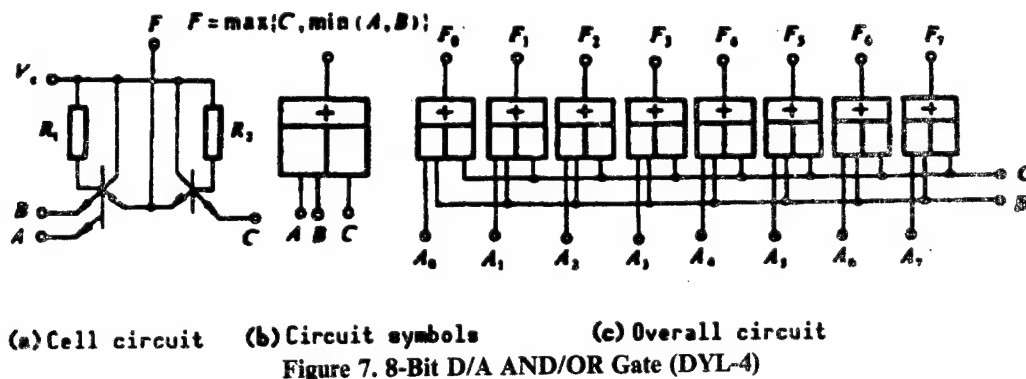 F F=max{C,min(A,B)}
F₀ F₁ F₂ F₃ F₄ F₅ F₆ F₇
V_c
R₁ R₂
+ + + + + + + + +
B C C
A A B C
A₀ A₁ A₂ A₃ A₄ A₅ A₆ A₇
(a)Cell circuit (b)Circuit symbols (c)Overall circuit
Figure 7. 8-Bit D/A AND/OR Gate (DYL-4)